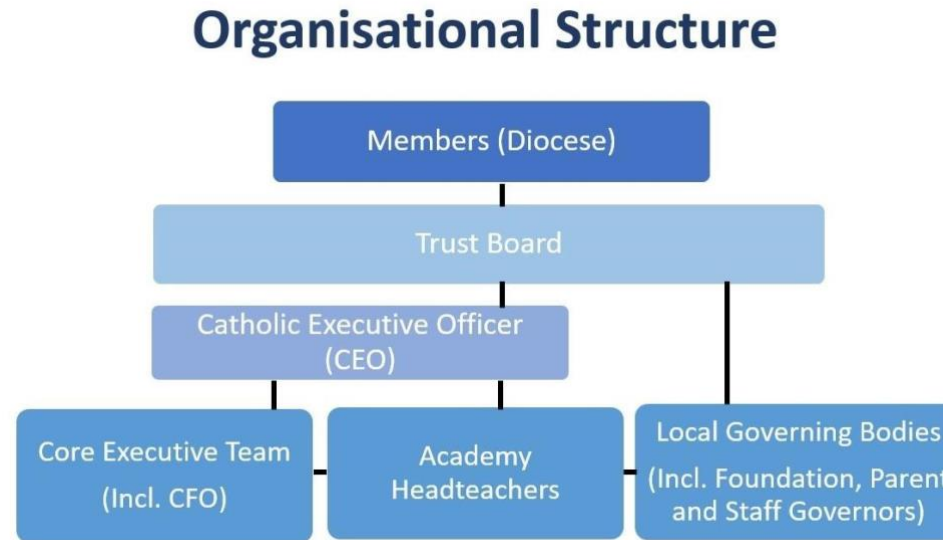 Organisational Structure
Members (Diocese)
Trust Board
Catholic Executive Officer
(CEO)
Core Executive Team
(Incl. CFO)
Academy
Headteachers
Local Governing Bodies
(Incl. Foundation, Parent
and Staff Governors)